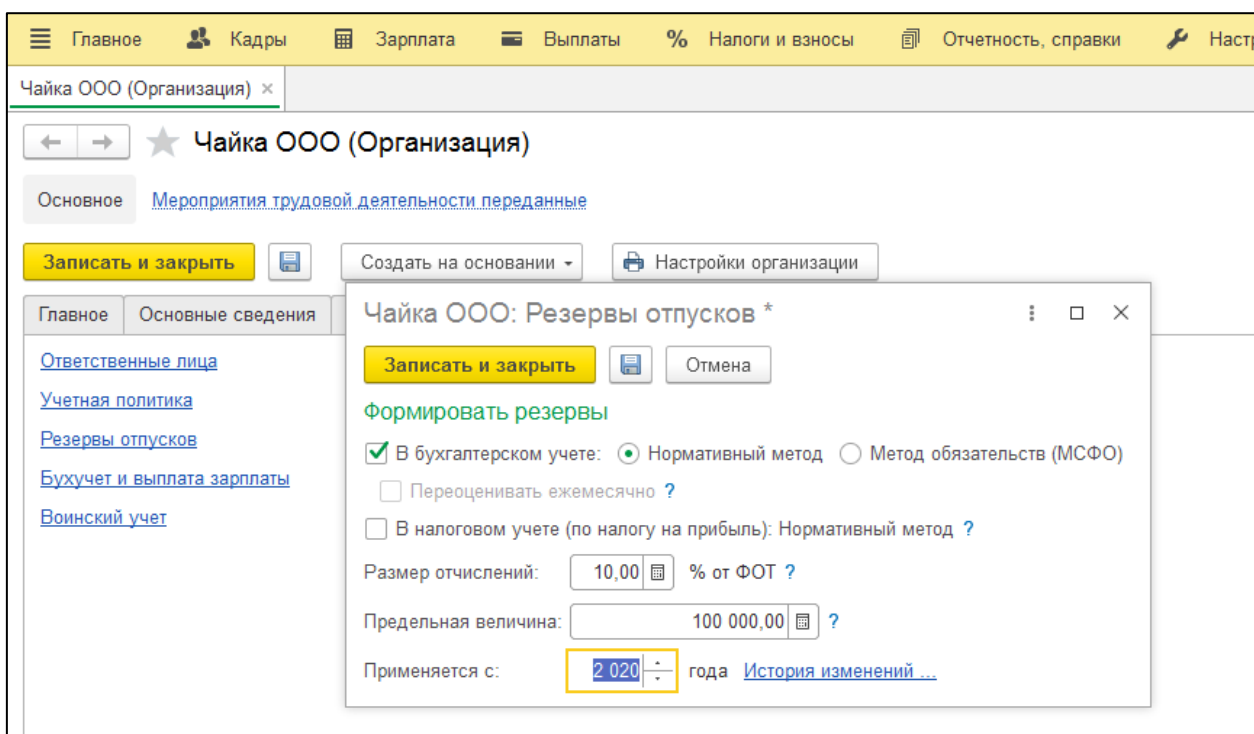 Главное Кадры Зарплата Выплаты % Налоги и взносы Отчетность, справки Настр
Чайка ООО (Организация) ×
Чайка ООО (Организация)
Основное Мероприятия трудовой деятельности переданные
Записать и закрыть Создать на основании Настройки организации
Главное Основные сведения
Чайка ООО: Резервы отпусков *
Ответственные лица
Учетная политика
Резервы отпусков
Бухучет и выплата зарплаты
Воинский учет
Записать и закрыть Отмена
Формировать резервы
В бухгалтерском учете: Нормативный метод Метод обязательств (МСФО)
Переоценивать ежемесячно ?
В налоговом учете (по налогу на прибыль): Нормативный метод ?
Размер отчислений: 10,00 % от ФОТ ?
Предельная величина: 100 000,00 ?
Применяется с: 2 020 года История изменений ...